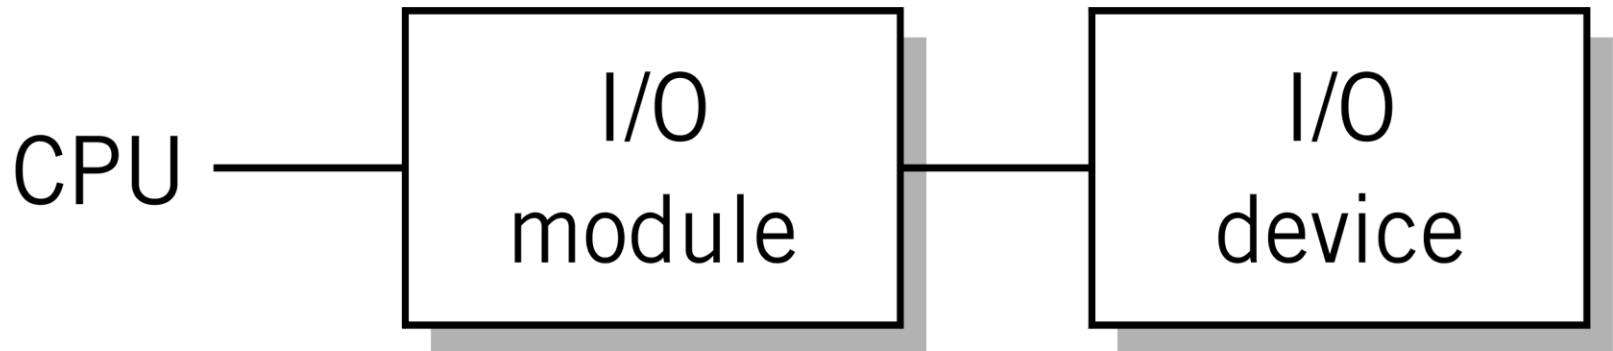 CPU
I/O
module
I/O
device